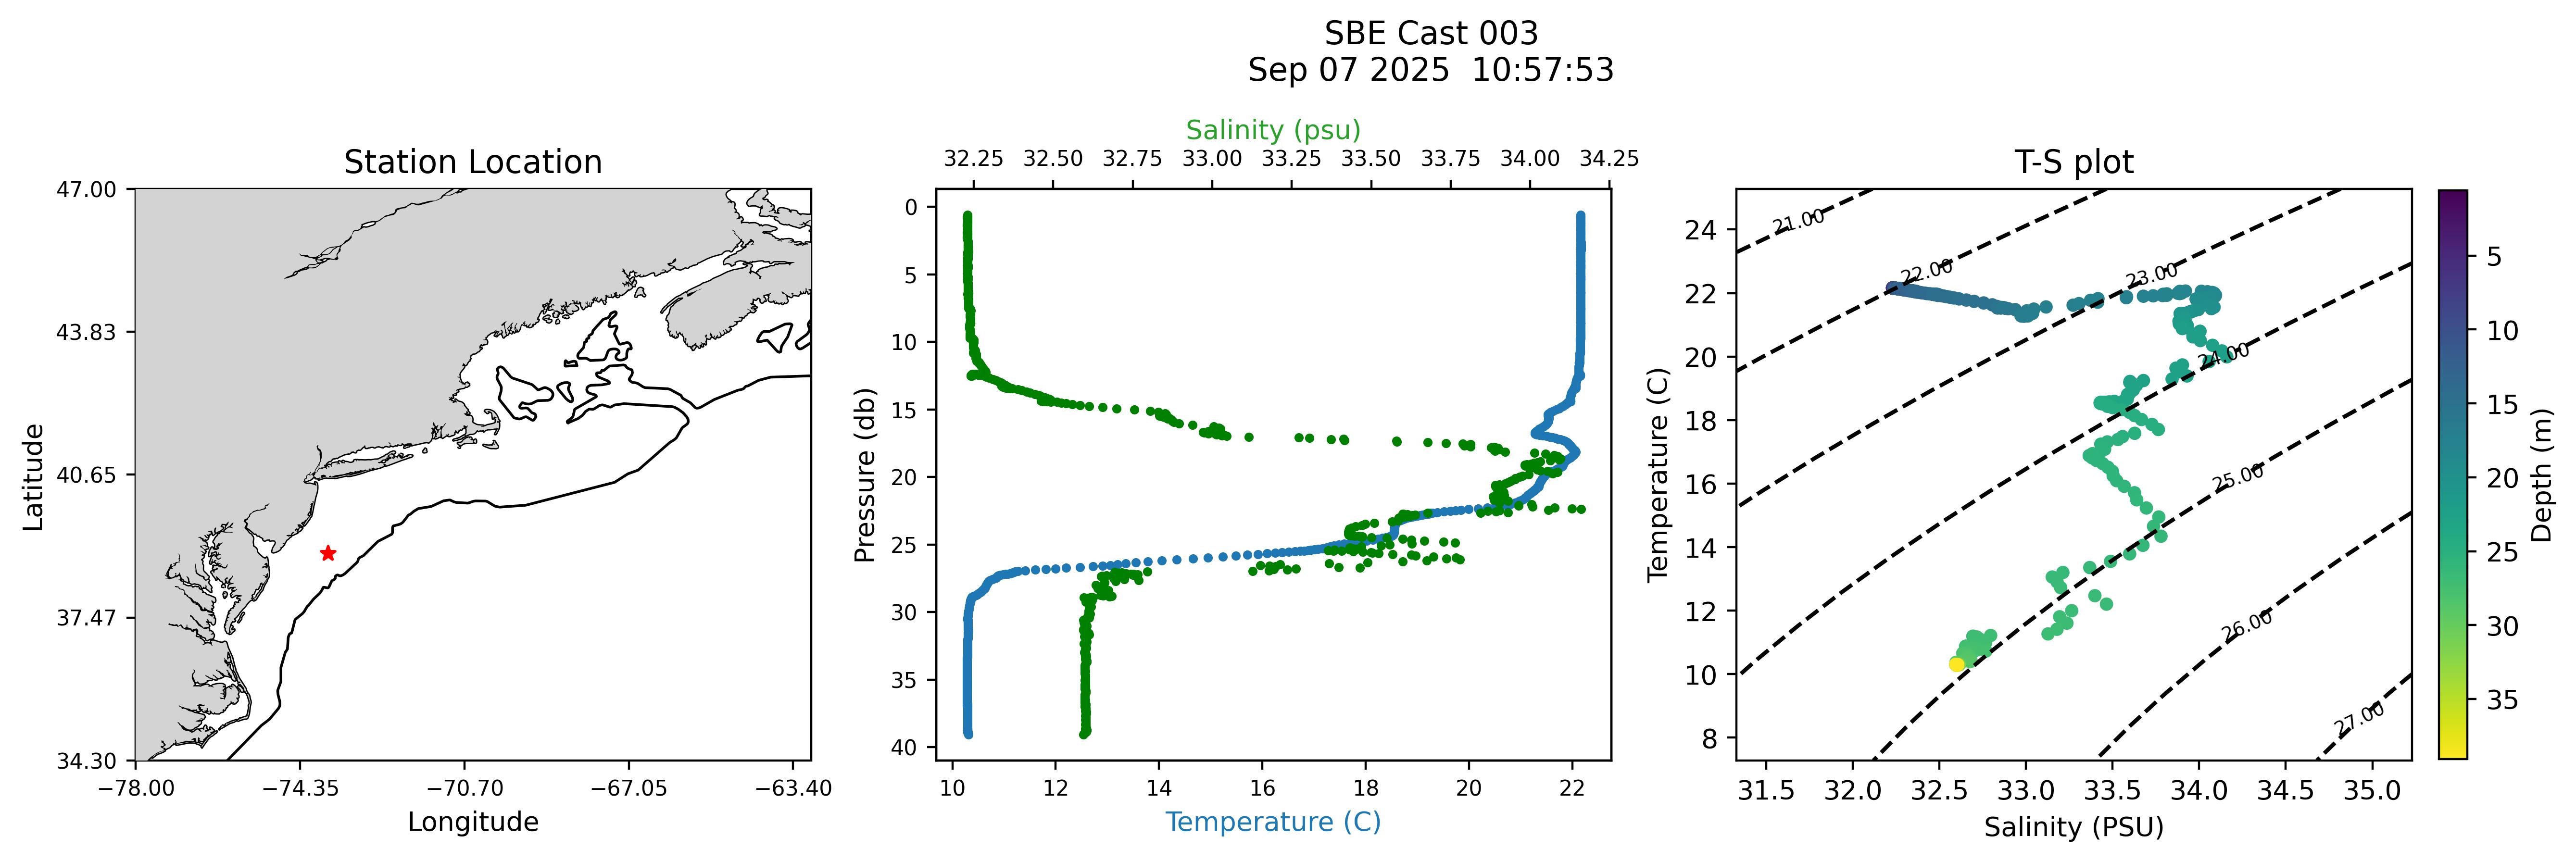 SBE Cast 003
Sep 07 2025  10:57:53
Station Location
47.00
43.83
40.65
37.47
34.30
Latitude
−78.00 −74.35 −70.70 −67.05 −63.40
Longitude
Salinity (psu)
32.25 32.50 32.75 33.00 33.25 33.50 33.75 34.00 34.25
0
5
10
15
20
25
30
35
40
Pressure (db)
10 12 14 16 18 20 22
Temperature (C)
T-S plot
24
22
20
18
16
14
12
10
8
Temperature (C)
21.00
22.00
23.00
24.00
25.00
26.00
27.00
31.5 32.0 32.5 33.0 33.5 34.0 34.5 35.0
Salinity (PSU)
5
10
15
20
25
30
35
Depth (m)